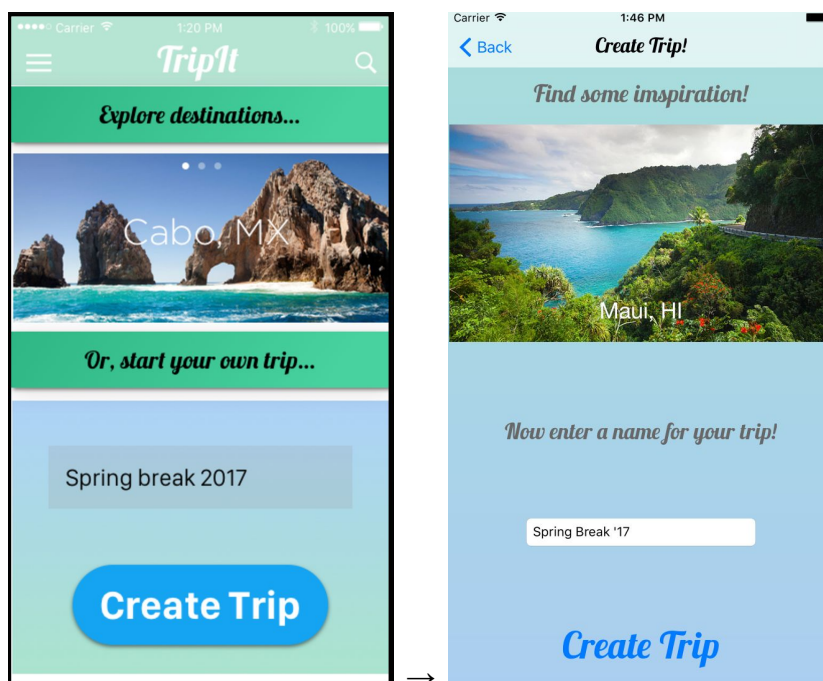 Carrier 1:20 PM 100%
TripIt
Explore destinations...
Cabo, MX
Or, start your own trip...
Spring break 2017
Create Trip
→
Carrier 1:46 PM
Back Create Trip!
Find some imspiration!
Maui, HI
Now enter a name for your trip!
Spring Break '17
Create Trip